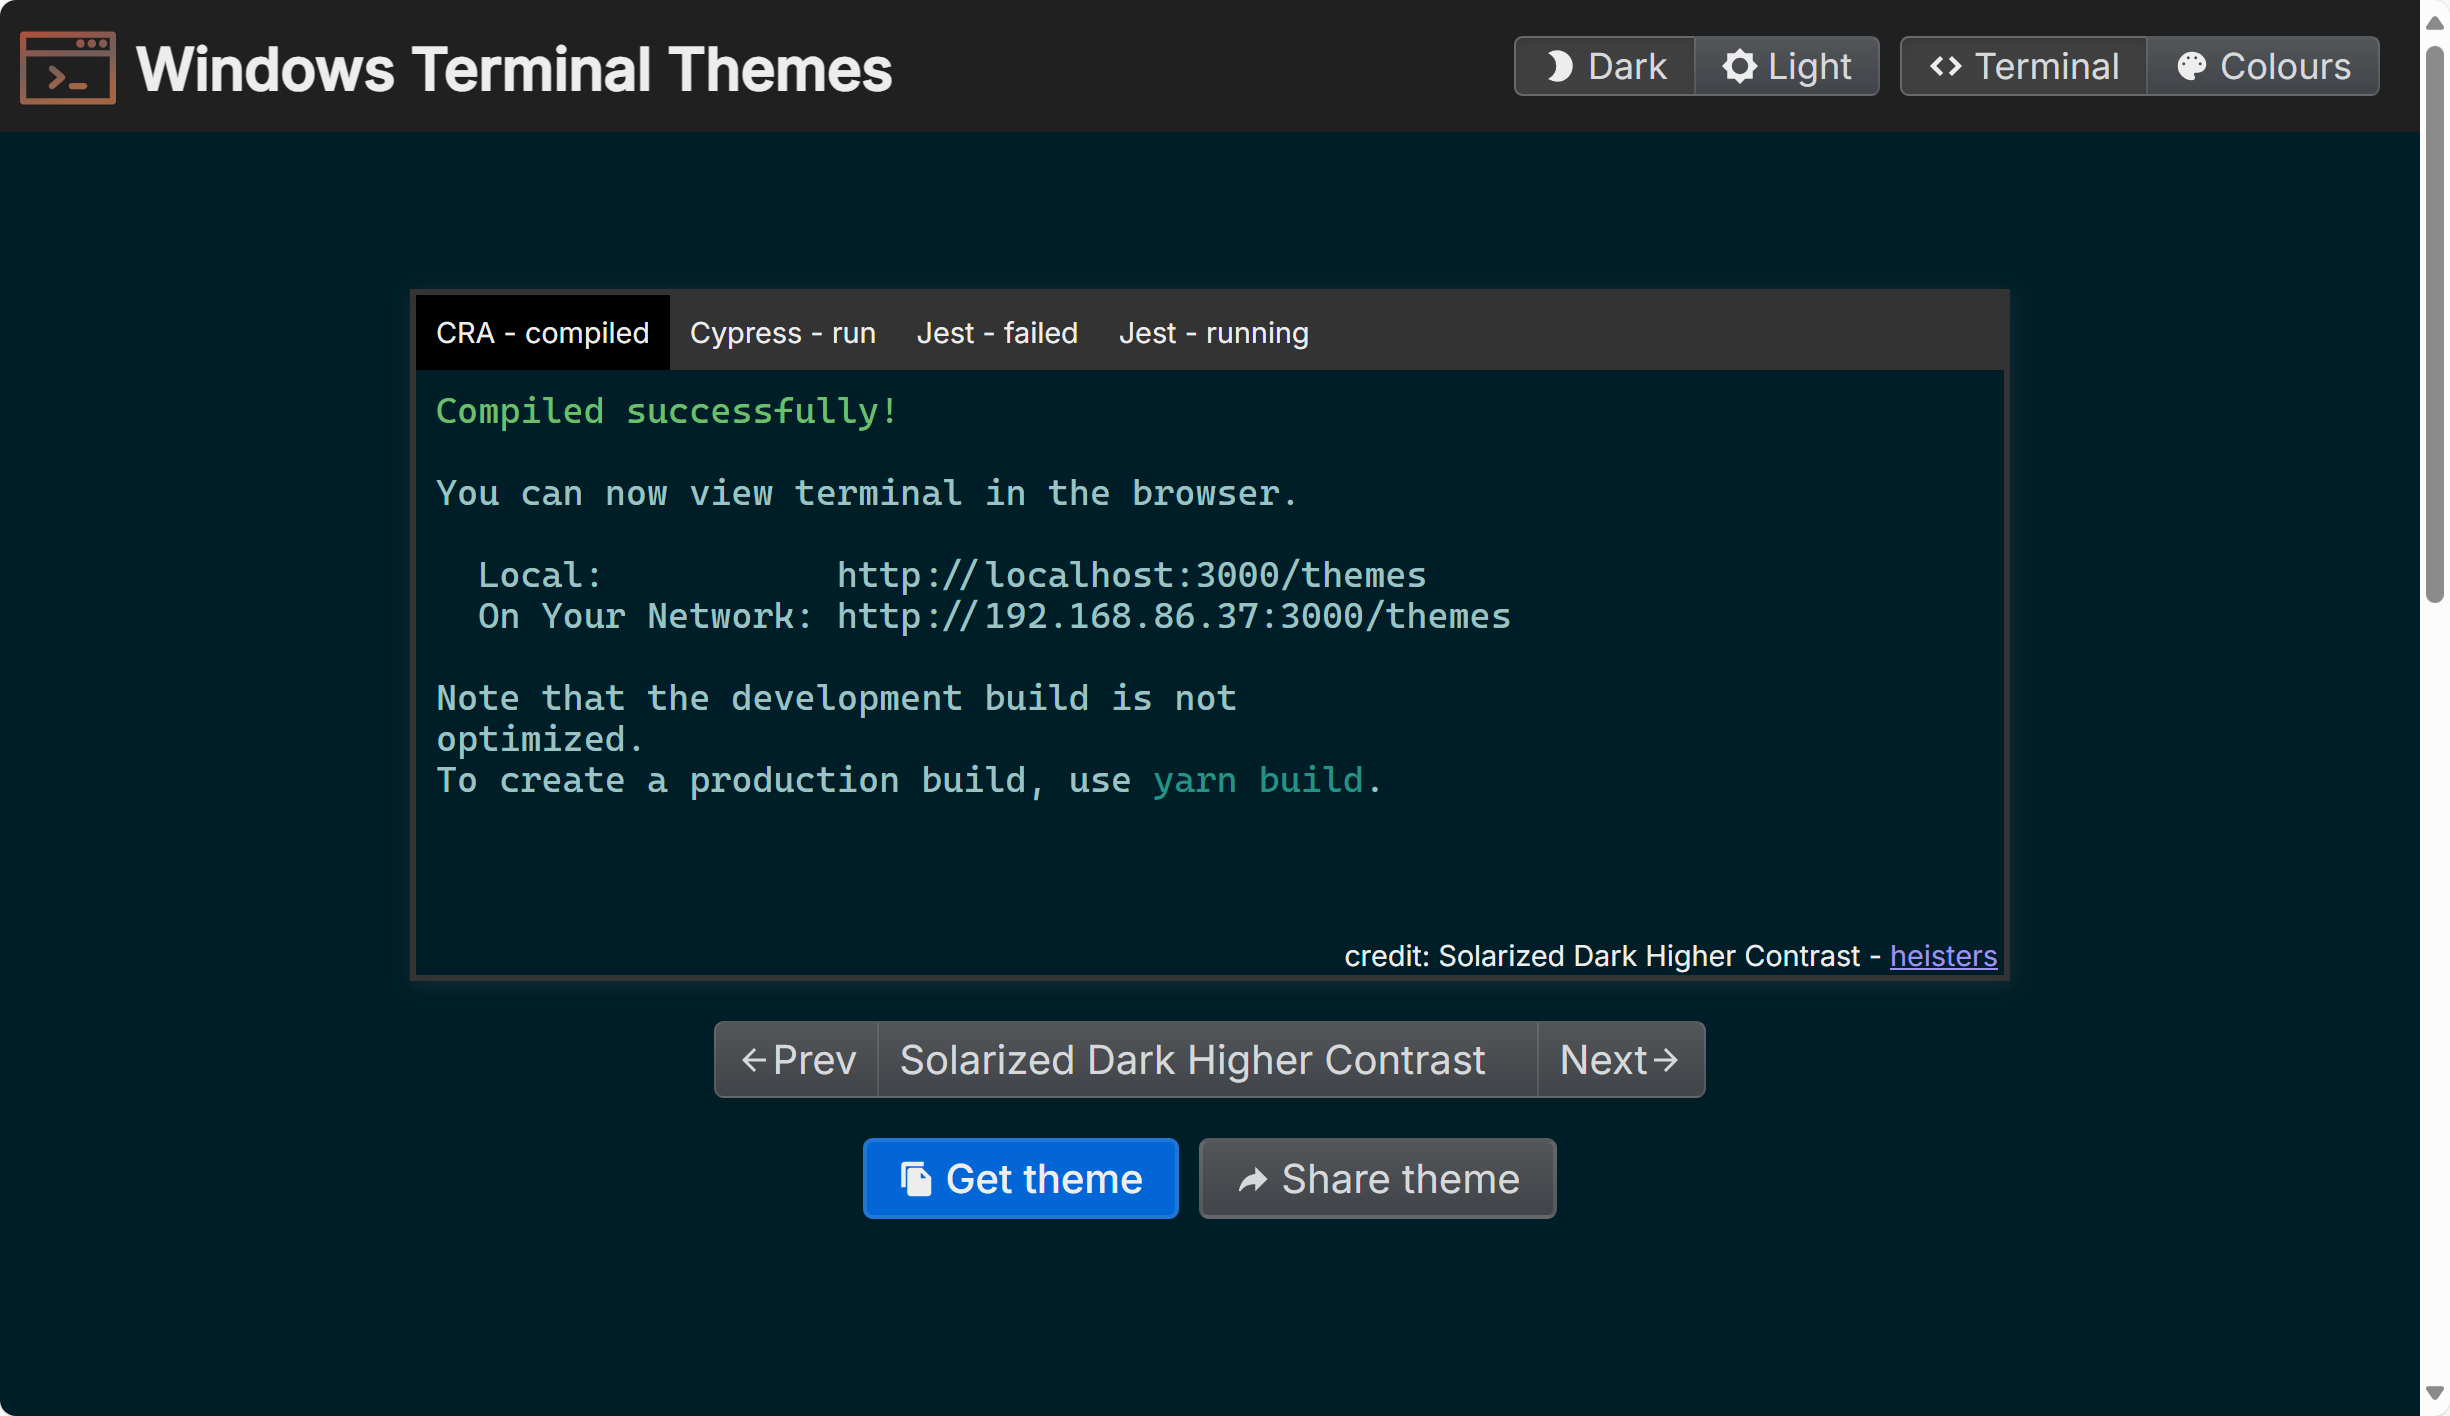 Windows Terminal Themes
Dark Light Terminal Colours
CRA - compiled Cypress - run Jest - failed Jest - running
Compiled successfully!
You can now view terminal in the browser.
Local: http://localhost:3000/themes
On Your Network: http://192.168.86.37:3000/themes
Note that the development build is not
optimized.
To create a production build, use yarn build.
credit: Solarized Dark Higher Contrast - heisters
←Prev Solarized Dark Higher Contrast Next→
Get theme Share theme